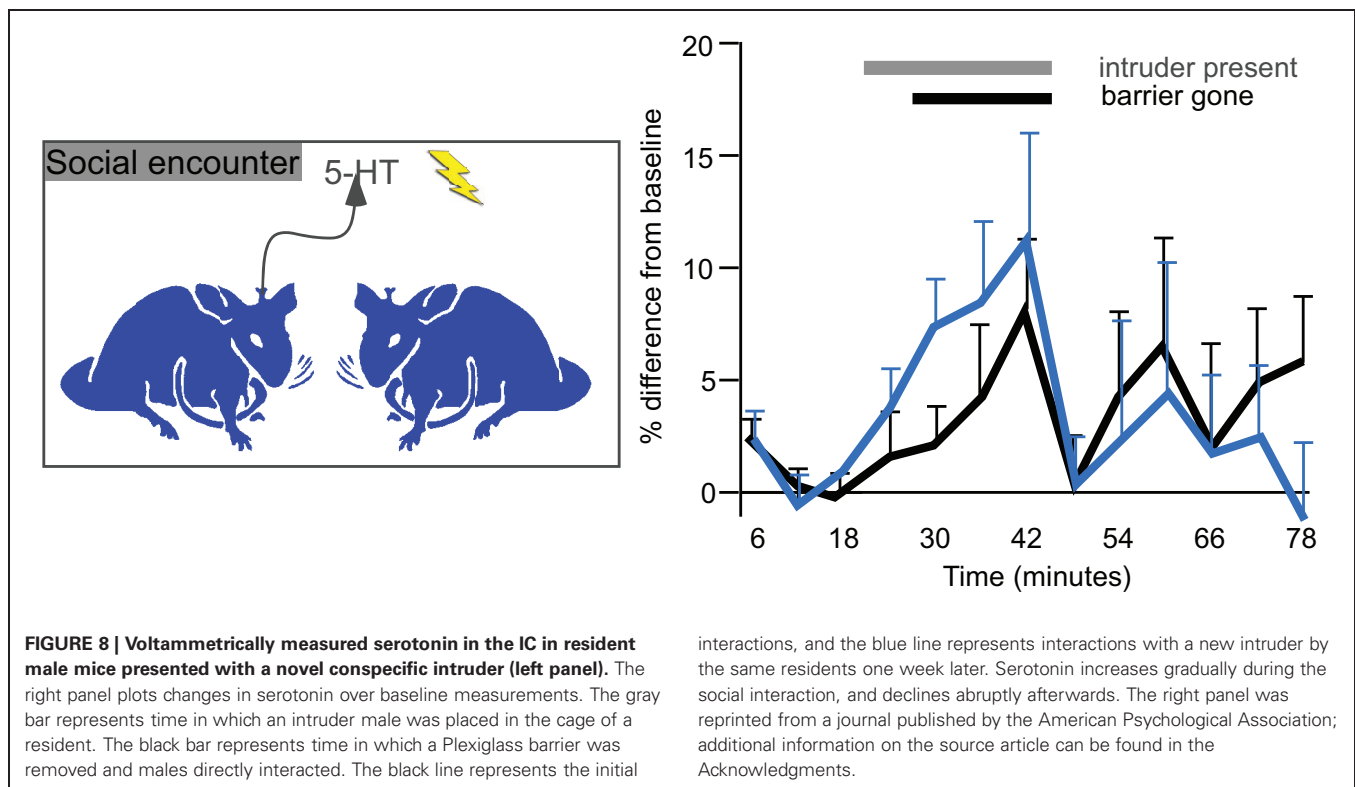 Social encounter
5-HT
% difference from baseline
20
15
10
5
0
intruder present
barrier gone
6 18 30 42 54 66 78
Time (minutes)
FIGURE 8 | Voltammetrically measured serotonin in the IC in resident
male mice presented with a novel conspecific intruder (left panel). The
right panel plots changes in serotonin over baseline measurements. The gray
bar represents time in which an intruder male was placed in the cage of a
resident. The black bar represents time in which a Plexiglass barrier was
removed and males directly interacted. The black line represents the initial
interactions, and the blue line represents interactions with a new intruder by
the same residents one week later. Serotonin increases gradually during the
social interaction, and declines abruptly afterwards. The right panel was
reprinted from a journal published by the American Psychological Association;
additional information on the source article can be found in the
Acknowledgments.